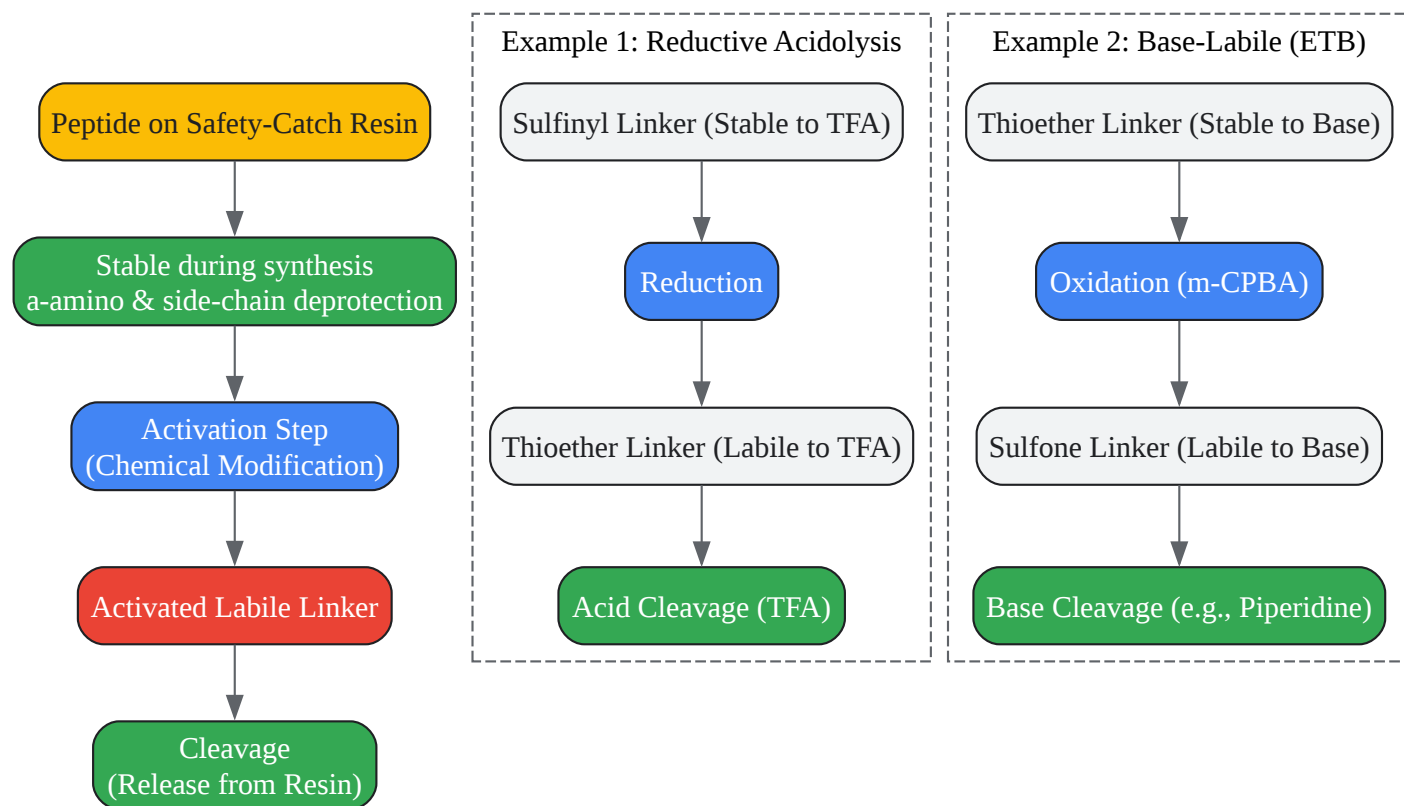 Peptide on Safety-Catch Resin
Stable during synthesis
a-amino & side-chain deprotection
Activation Step
(Chemical Modification)
Activated Labile Linker
Cleavage
(Release from Resin)
Example 1: Reductive Acidolysis
Sulfinyl Linker (Stable to TFA)
Reduction
Thioether Linker (Labile to TFA)
Acid Cleavage (TFA)
Example 2: Base-Labile (ETB)
Thioether Linker (Stable to Base)
Oxidation (m-CPBA)
Sulfone Linker (Labile to Base)
Base Cleavage (e.g., Piperidine)